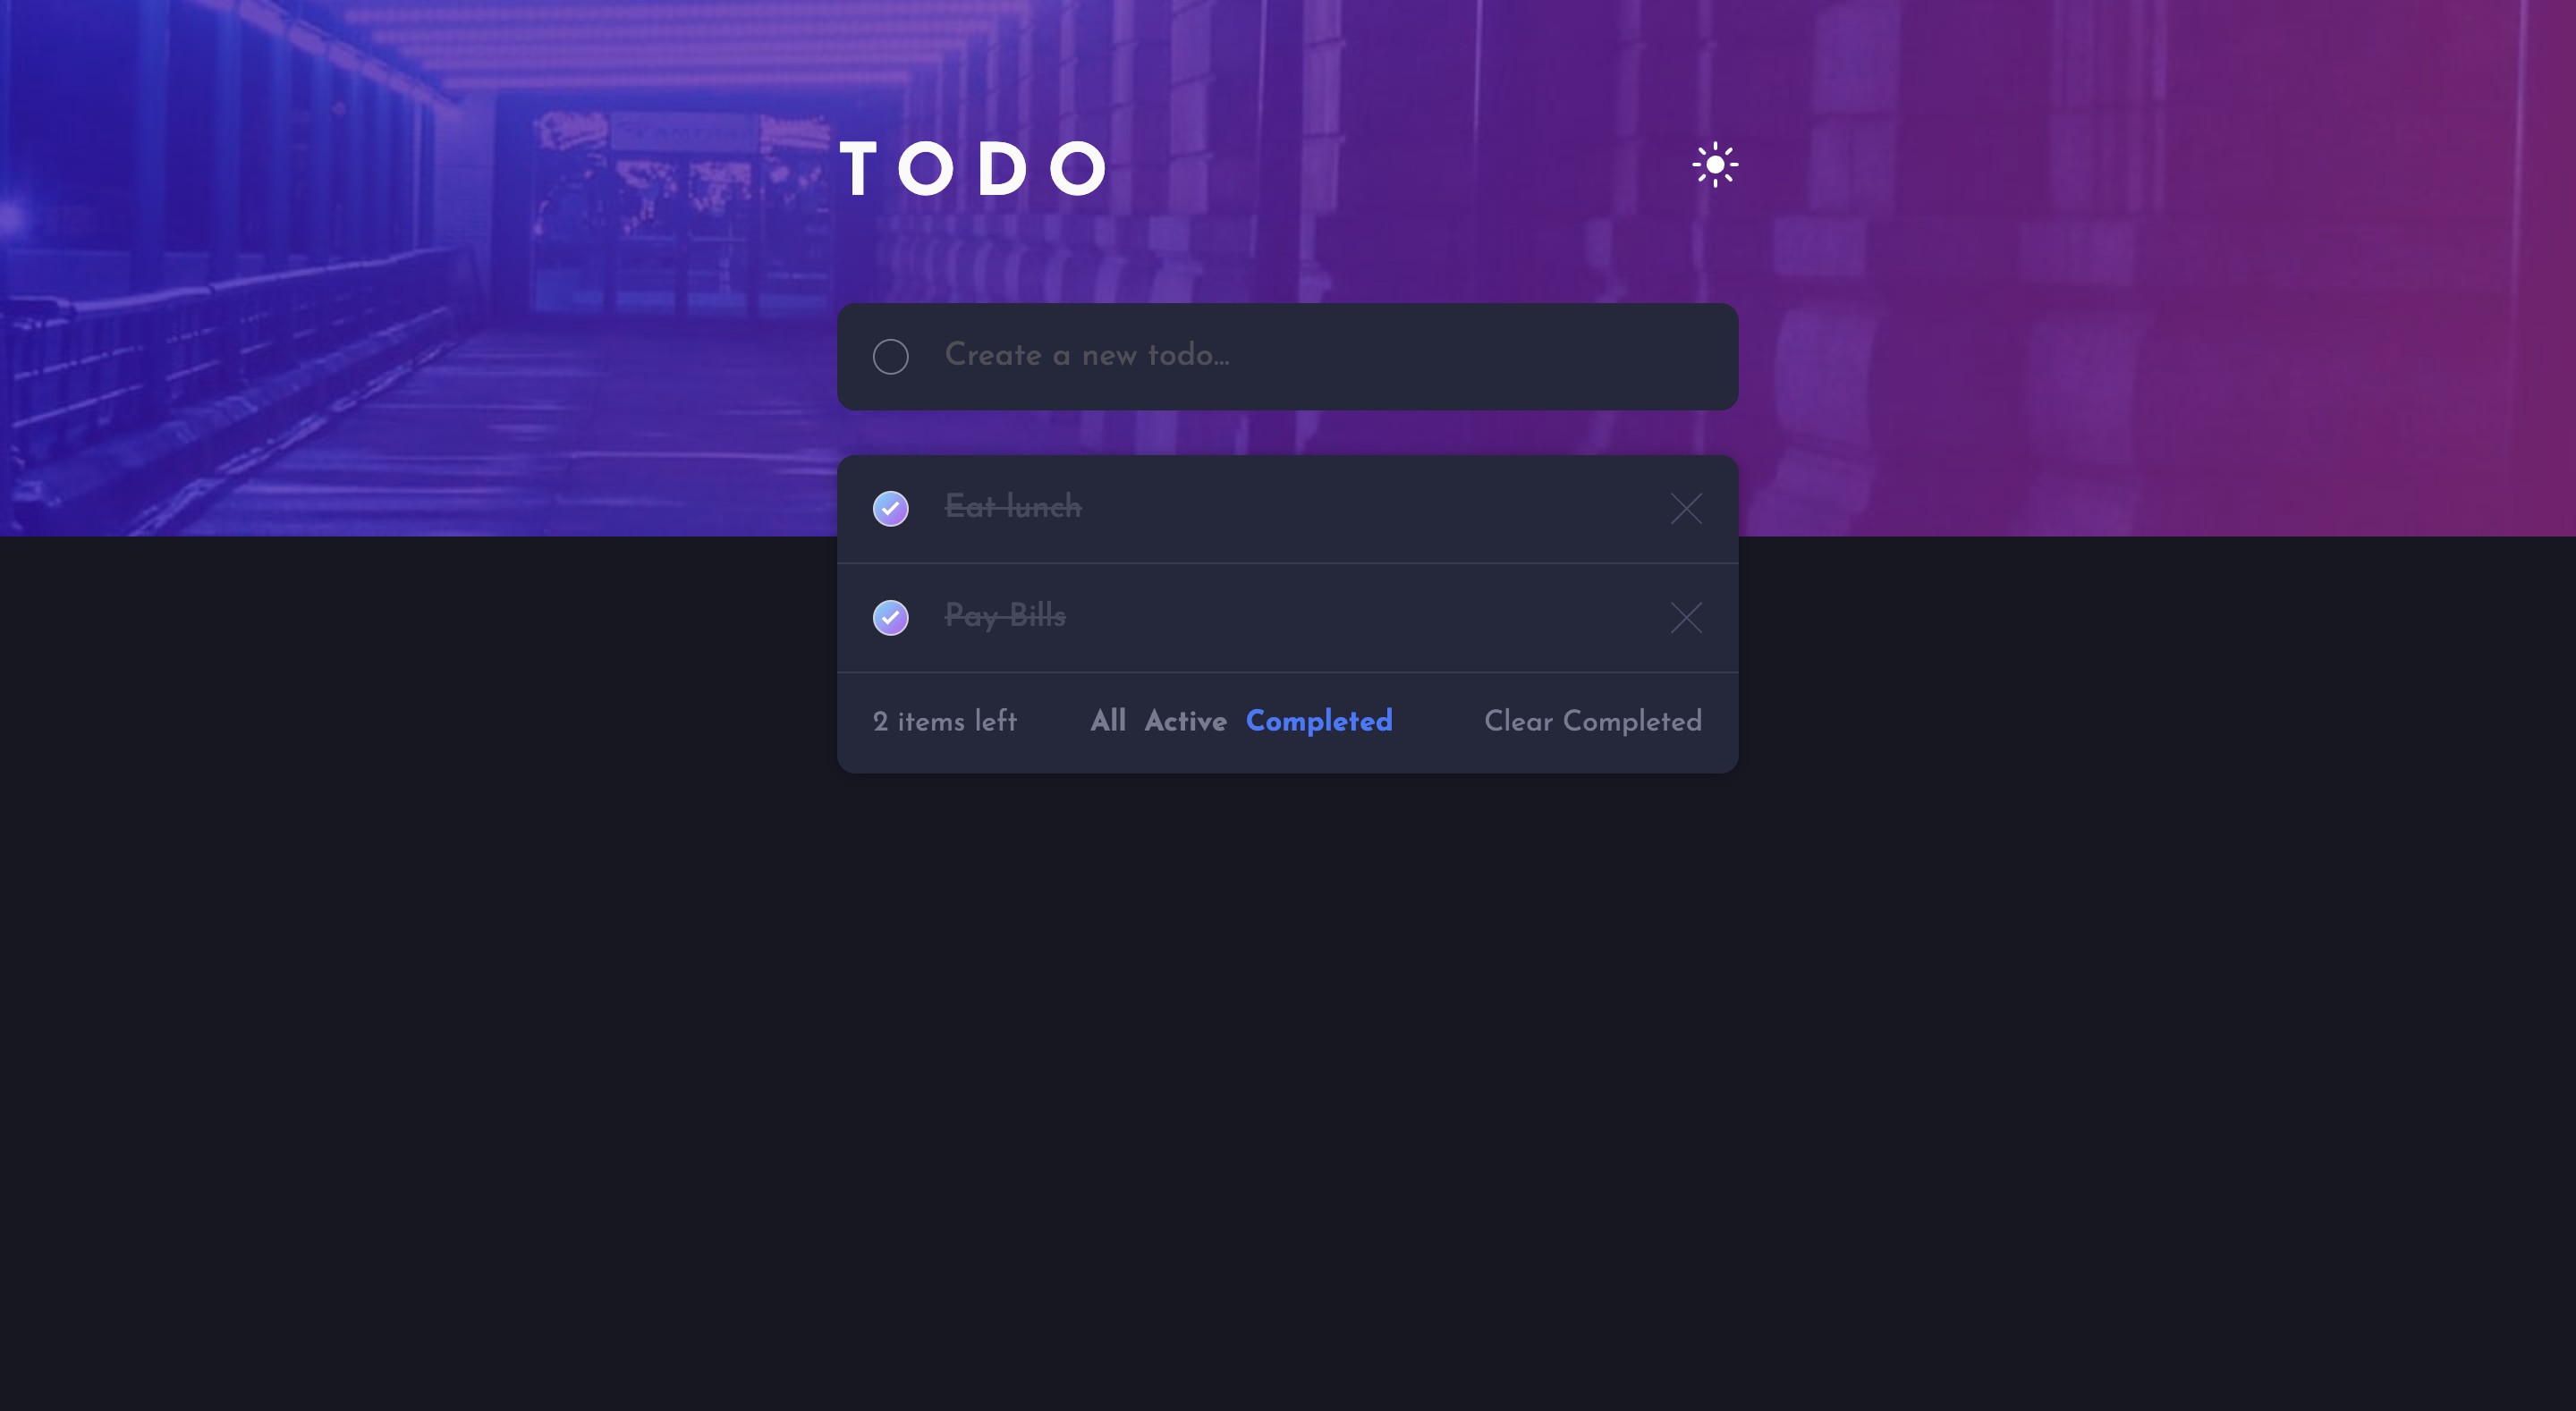 TODO
Create a new todo...
Eat lunch
Pay Bills
2 items left All Active Completed Clear Completed